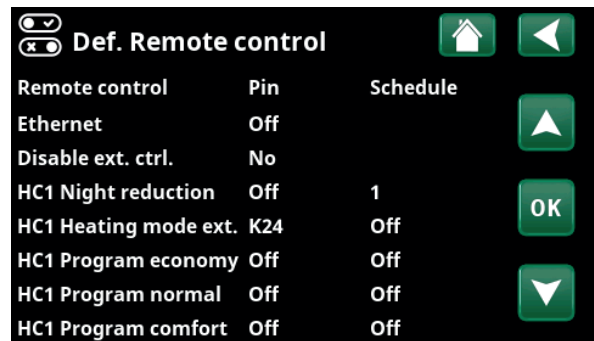 Def. Remote control
Remote control Pin Schedule
Ethernet Off
Disable ext. ctrl. No
HC1 Night reduction Off 1
HC1 Heating mode ext. K24 Off
HC1 Program economy Off Off
HC1 Program normal Off Off
HC1 Program comfort Off Off
OK